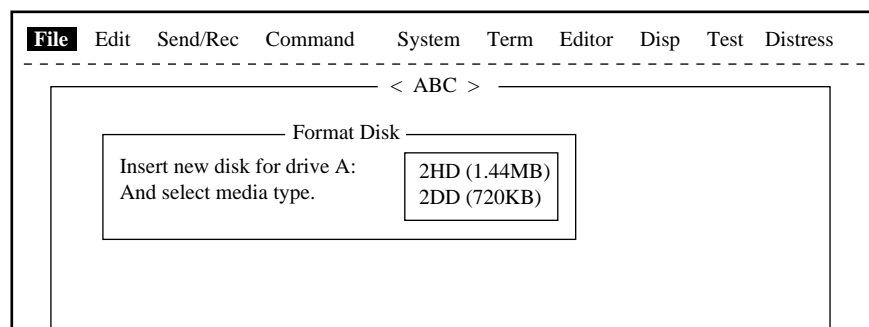 File Edit Send/Rec Command System Term Editor Disp Test Distress
< ABC >
Format Disk
Insert new disk for drive A:
And select media type.
2HD (1.44MB)
2DD (720KB)